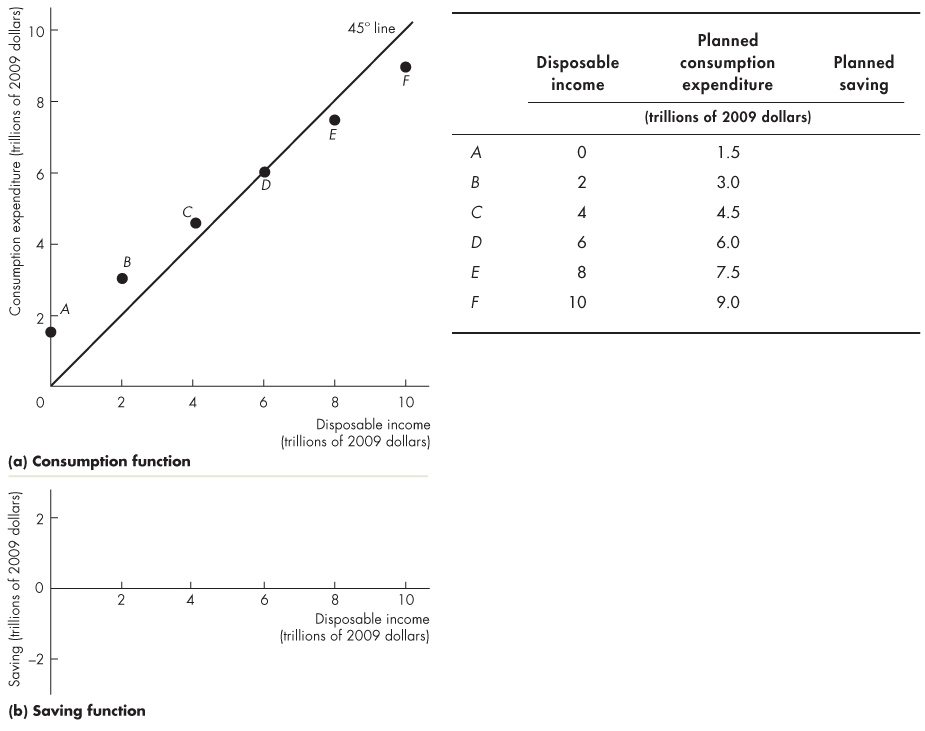 Consumption expenditure (trillions of 2009 dollars)
10
8
6
4
2
0
2
4
6
8
10
45° line
A
B
C
D
E
F
Disposable income
(trillions of 2009 dollars)
(a) Consumption function
Saving (trillions of 2009 dollars)
2
0
–2
2
4
6
8
10
Disposable income
(trillions of 2009 dollars)
(b) Saving function
Planned
Disposable consumption Planned
income expenditure saving
(trillions of 2009 dollars)
A 0 1.5
B 2 3.0
C 4 4.5
D 6 6.0
E 8 7.5
F 10 9.0